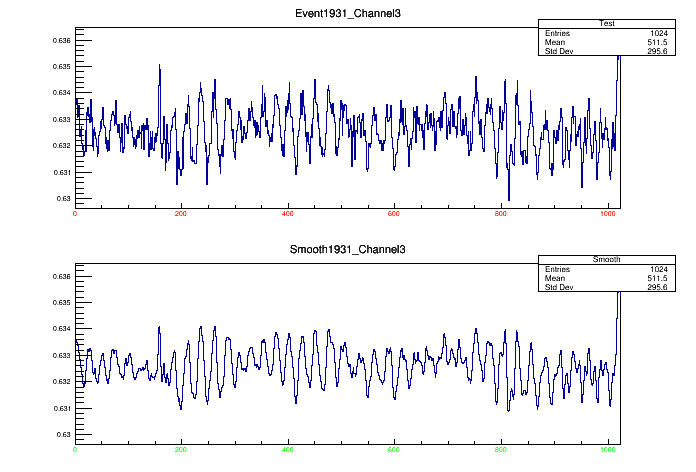 Event1931_Channel3
Test
Entries 1024
Mean 511.5
Std Dev 295.6
0.636
0.635
0.634
0.633
0.632
0.631
0.63
0 200 400 600 800 1000
Smooth1931_Channel3
Smooth
Entries 1024
Mean 511.5
Std Dev 295.6
0.636
0.635
0.634
0.633
0.632
0.631
0.63
0 200 400 600 800 1000